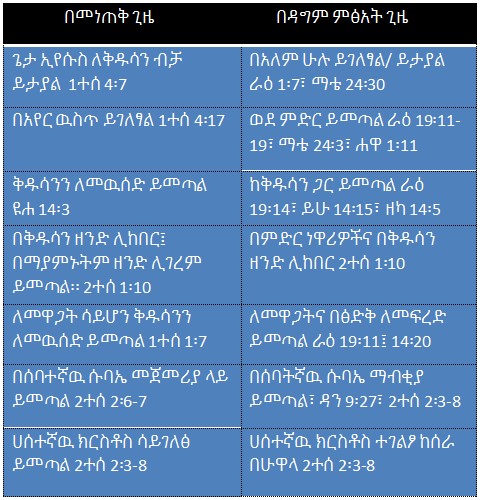 በመነጠቅ ጊዜ
በዳግም ምፅአት ጊዜ
ጌታ ኢየሱስ ለቅዱሳን ብቻ
ይታያል 1ተሰ 4፡7
በአለም ሁሉ ይገለፃል/ ይታያል
ራዕ 1፡7፣ ማቴ 24፡30
በአየር ዉስጥ ይገለፃል 1ተሰ 4፡17
ወደ ምድር ይመጣል ራዕ 19፡11-
19፣ ማቴ 24፡3፣ ሐዋ 1፡11
ቅዱሳንን ለመዉሰድ ይመጣል
ዩሐ 14፡3
ከቅዱሳን ጋር ይመጣል ራዕ
19፡14፣ ይሁ 14፡15፣ ዘካ 14፡5
በቅዱሳን ዘንድ ሊከበር፤
በማያምኑትም ዘንድ ሊገረም
ይመጣል፡፡ 2ተሰ 1፡10
በምድር ነዋሪዎችና በቅዱሳን
ዘንድ ሊከበር 2ተሰ 1፡10
ለመዋጋት ሳይሆን ቅዱሳንን
ለመዉሰድ ይመጣል 1ተሰ 1፡7
ለመዋጋትና በፅድቅ ለመፍረድ
ይመጣል ራዕ 19፡11፤ 14፡20
በሰባተኛዉ ሱባኤ መጀመሪያ ላይ
ይመጣል 2ተሰ 2፡6-7
በሰባትኛዉ ሱባኤ ማብቂያ
ይመጣል፣ ዳን 9፡27፣ 2ተሰ 2፡3-8
ሀሰተኛዉ ክርስቶስ ሳይገለፅ
ይመጣል 2ተሰ 2፡3-8
ሀሰተኛዉ ክርስቶስ ተገልፆ ከሰራ
በሁዋላ 2ተሰ 2፡3-8